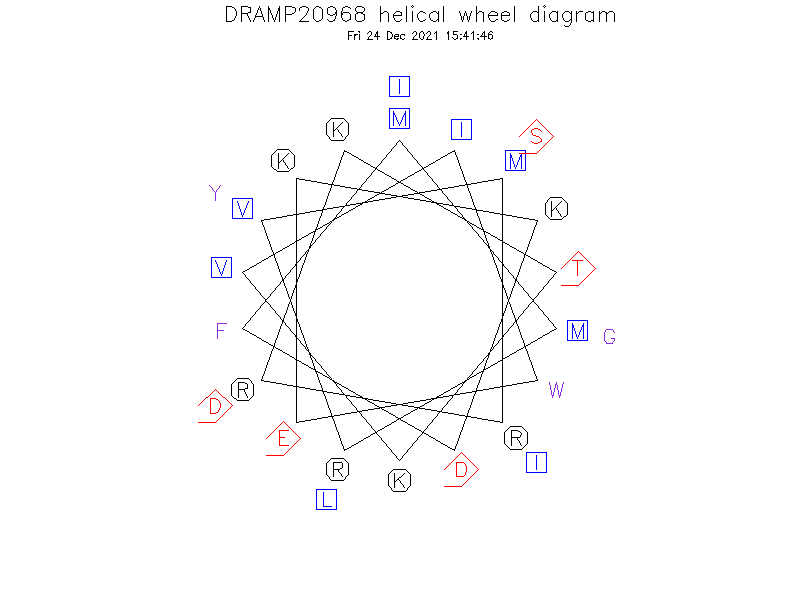 DRAMP20968 helical wheel diagram
Fri 24 Dec 2021 15:41:46
I
M
K
I
S
K
M
Y
V
K
V
T
F
M
G
D
R
W
E
R
R
K
D
I
L